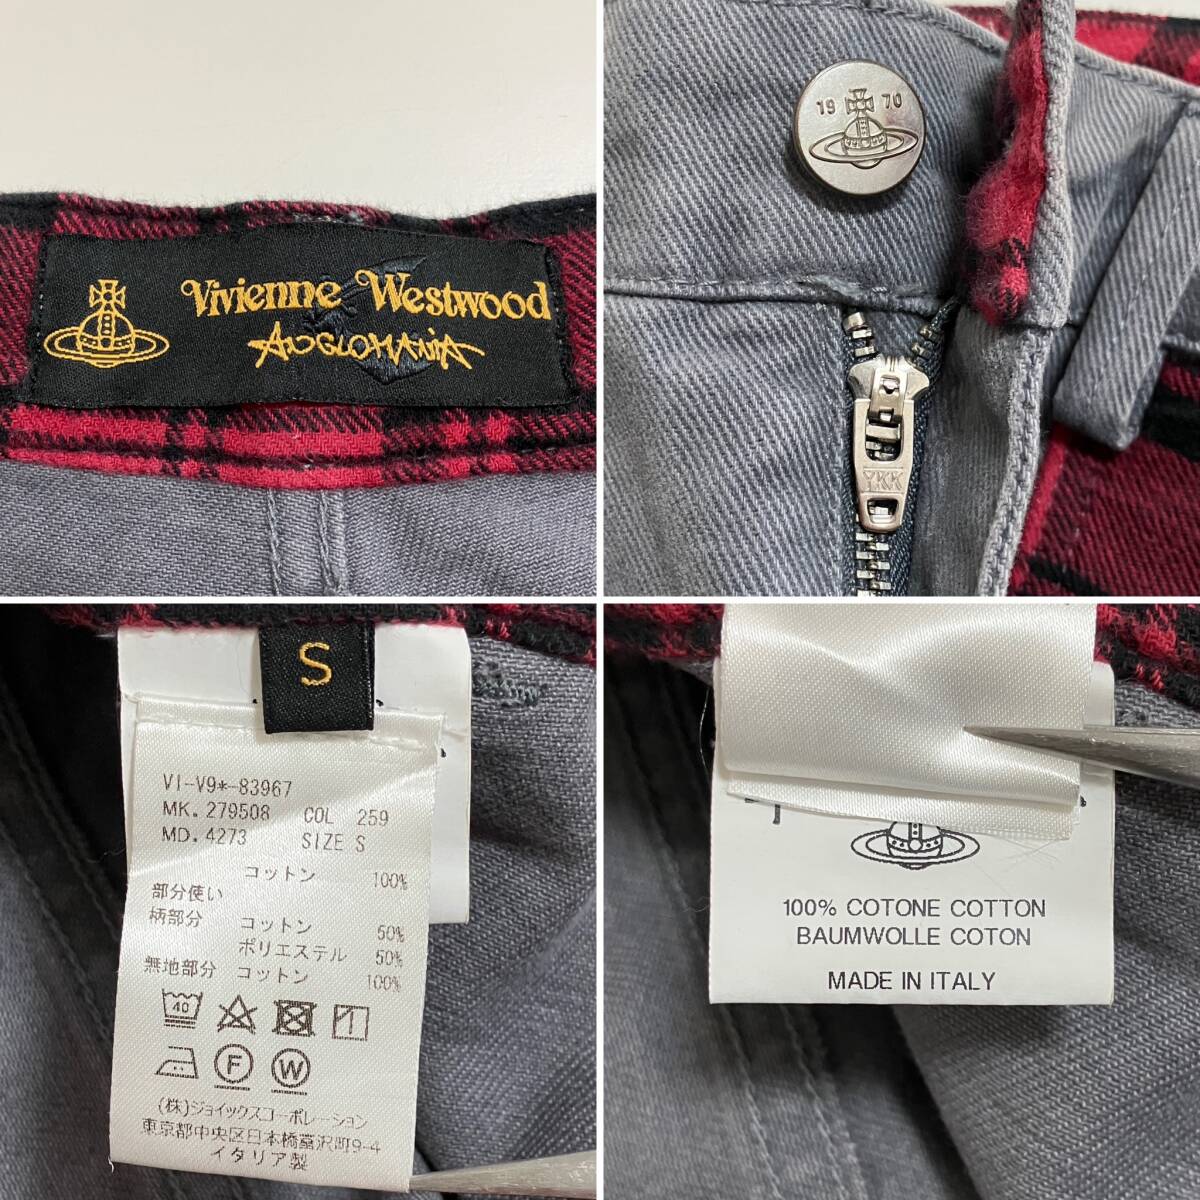 Vivienne Westwood
ANGLOMANIA
19 70
YKK
S
VI-V9*-83967
MK. 279508 COL 259
MD. 4273 SIZE S
コットン 100%
部分使い
柄部分 コットン 50%
ポリエステル 50%
無地部分 コットン 100%
40
F W
(株)ジョイックスコーポレーション
東京都中央区日本橋富沢町9-4
イタリア製
100% COTONE COTTON
BAUMWOLLE COTON
MADE IN ITALY